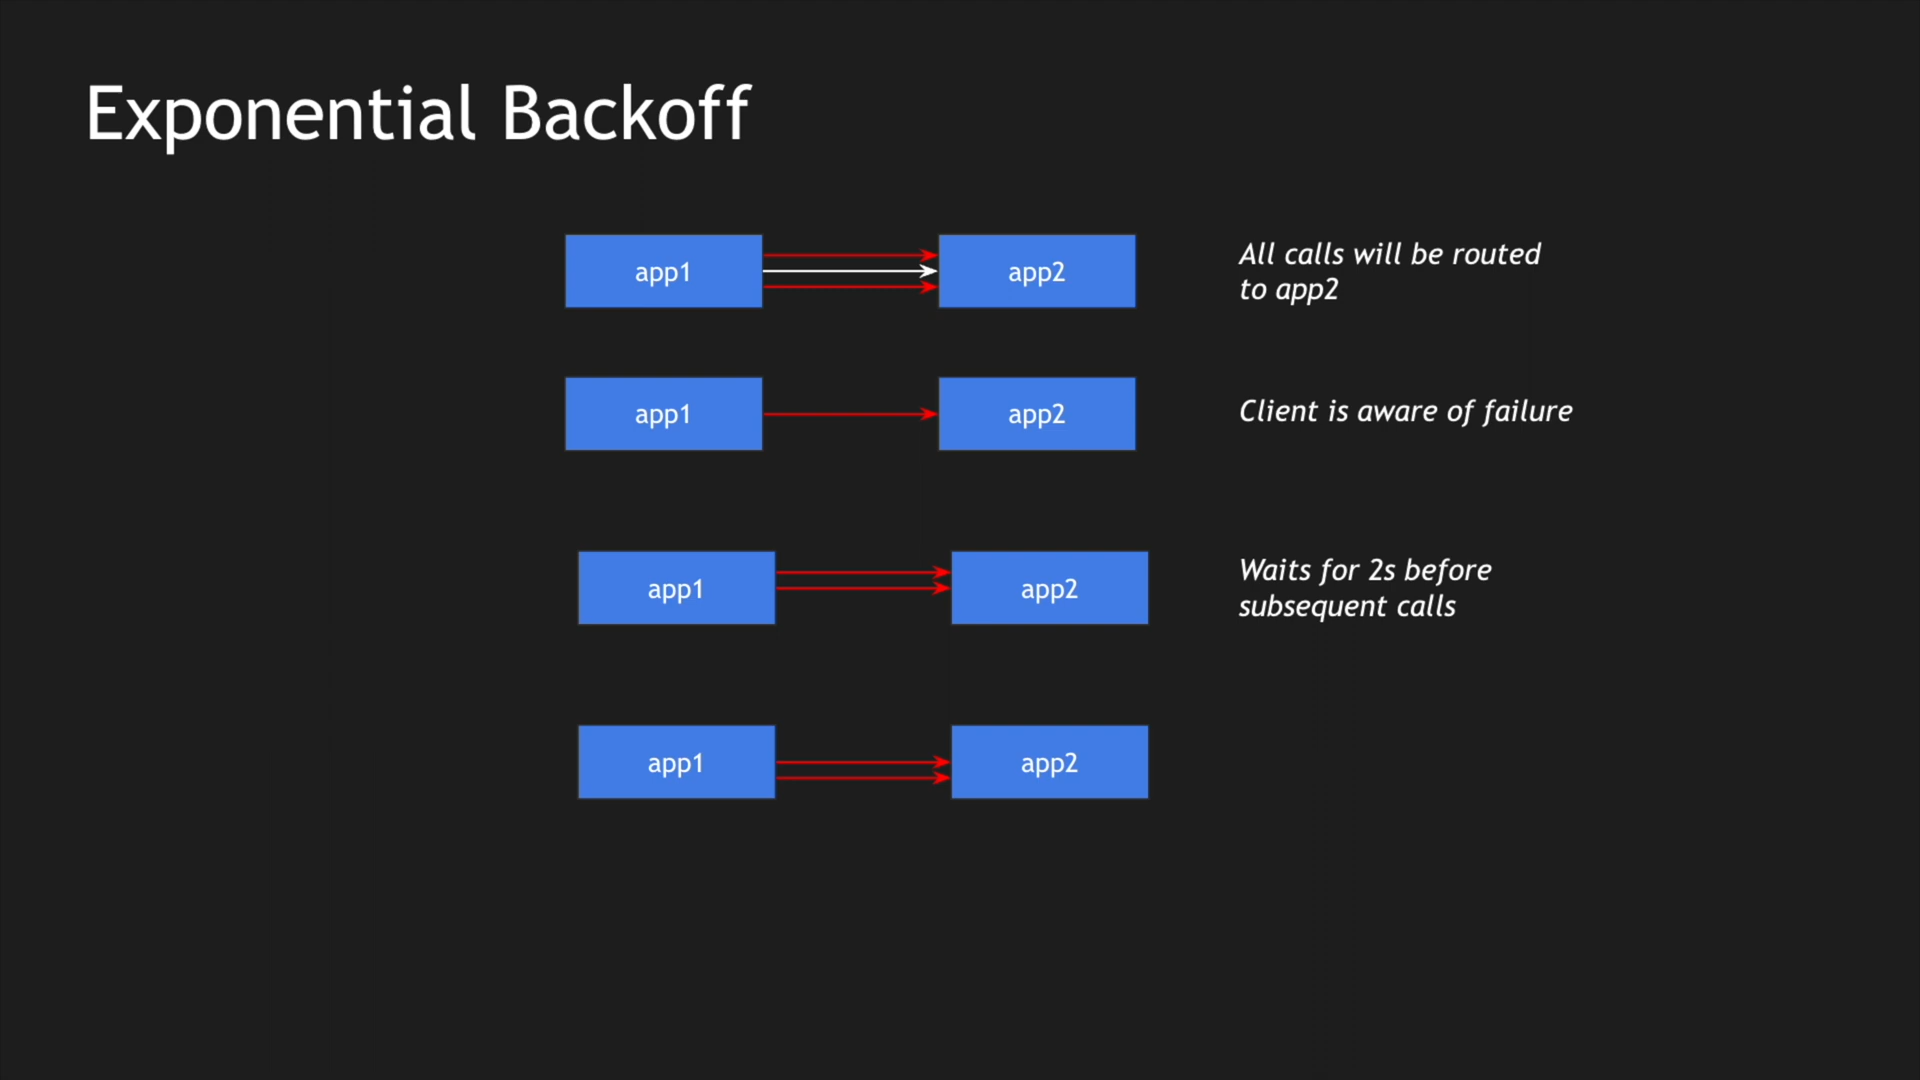 Exponential Backoff
app1
app2
All calls will be routed
to app2
app1
app2
Client is aware of failure
app1
app2
Waits for 2s before
subsequent calls
app1
app2